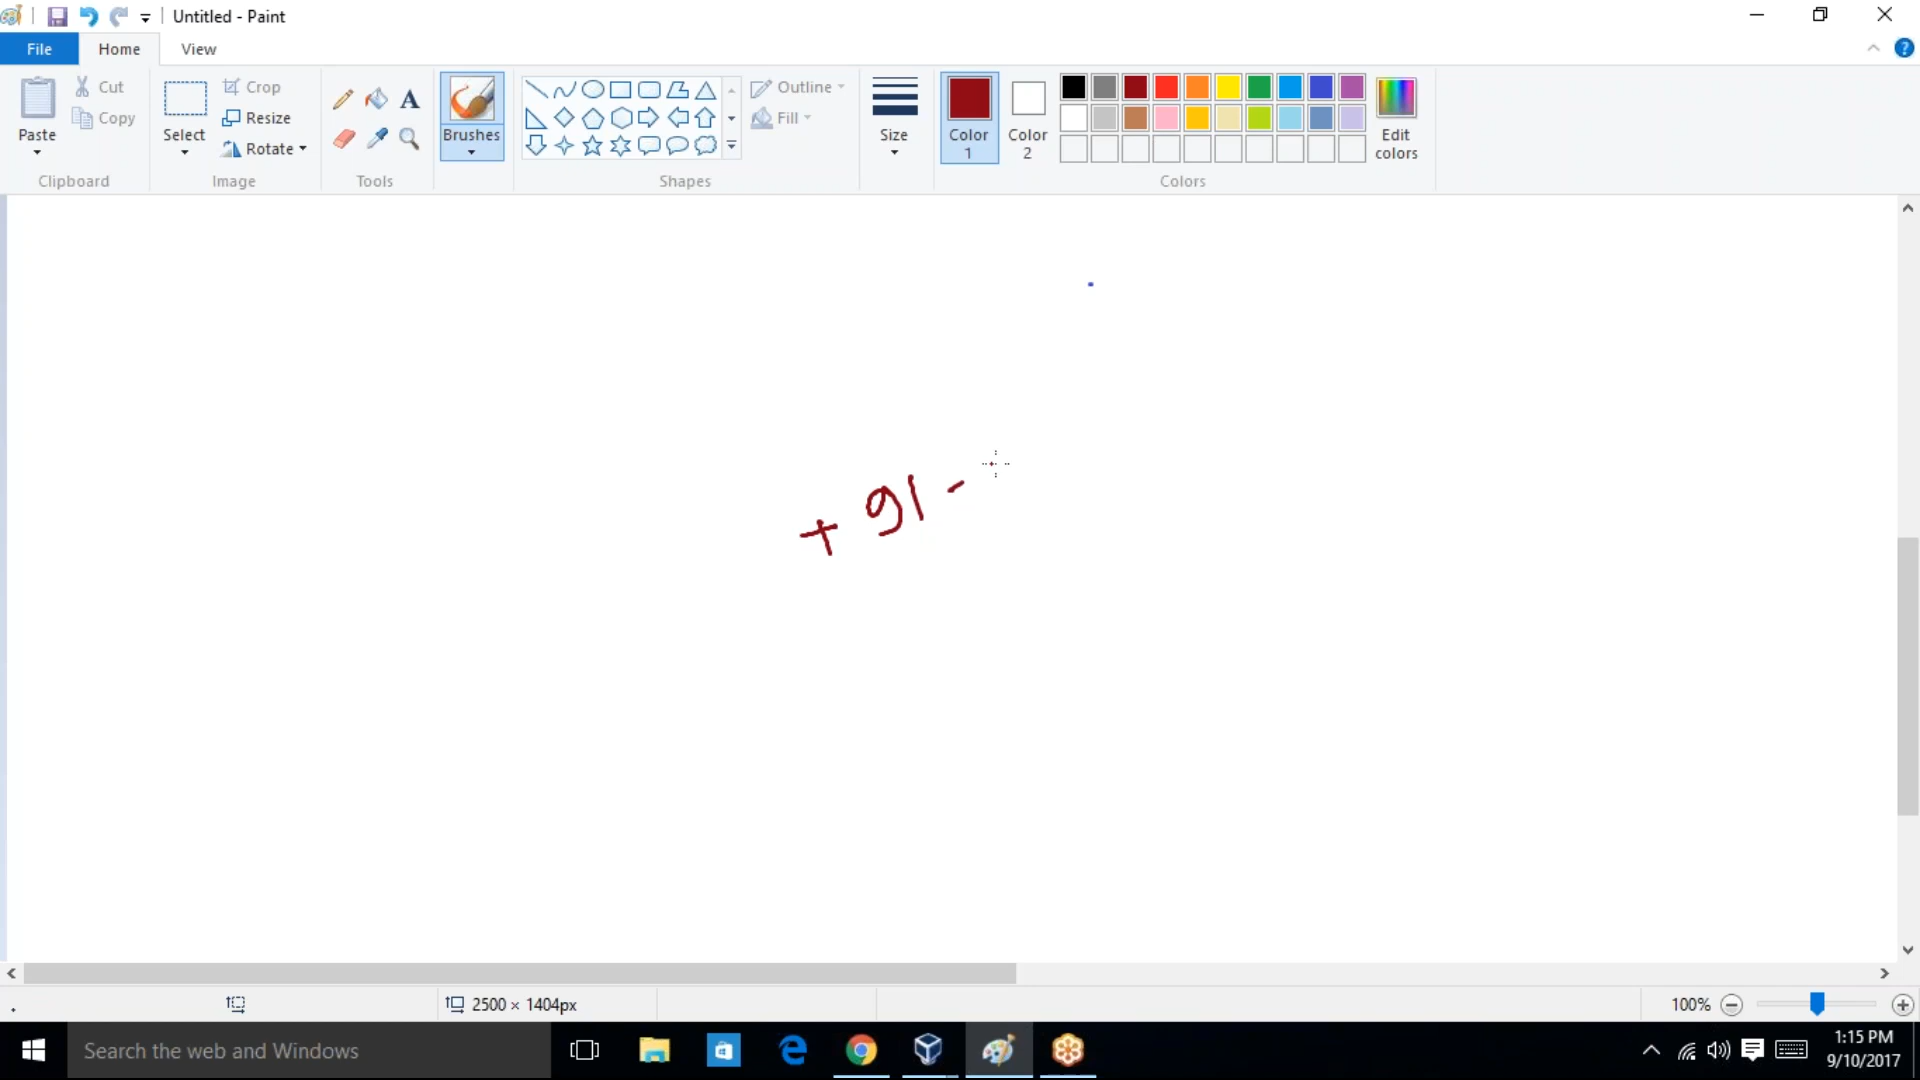 Untitled - Paint
File Home View
Paste Cut Copy Clipboard
Select Crop Resize Rotate Image
Tools
Brushes
Shapes
Outline Fill
Size
Color 1 Color 2
Edit colors
Colors
+ 91 -
2500 × 1404px 100%
Search the web and Windows
1:15 PM
9/10/2017